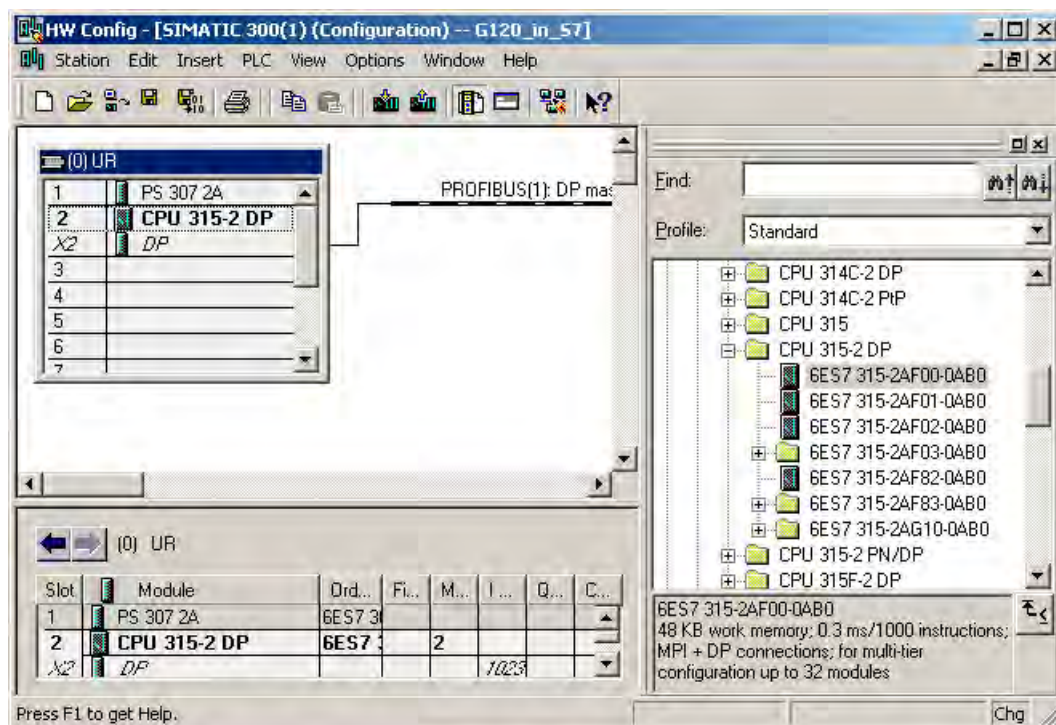 HW Config - [SIMATIC 300(1) (Configuration) -- G120_in_S7]
Station Edit Insert PLC View Options Window Help
(0) UR
1 PS 307 2A
2 CPU 315-2 DP
X2 DP
3
4
5
6
7
PROFIBUS(1): DP mas
Find:
Profile: Standard
CPU 314C-2 DP
CPU 314C-2 PtP
CPU 315
CPU 315-2 DP
6ES7 315-2AF00-0AB0
6ES7 315-2AF01-0AB0
6ES7 315-2AF02-0AB0
6ES7 315-2AF03-0AB0
6ES7 315-2AF82-0AB0
6ES7 315-2AF83-0AB0
6ES7 315-2AG10-0AB0
CPU 315-2 PN/DP
CPU 315F-2 DP
(0) UR
Slot Module Ord... Fi... M... I ... Q... C...
1 PS 307 2A 6ES7 3
2 CPU 315-2 DP 6ES7 2
X2 DP 1023
6ES7 315-2AF00-0AB0
48 KB work memory; 0.3 ms/1000 instructions;
MPI + DP connections; for multi-tier
configuration up to 32 modules
Press F1 to get Help.
Chg